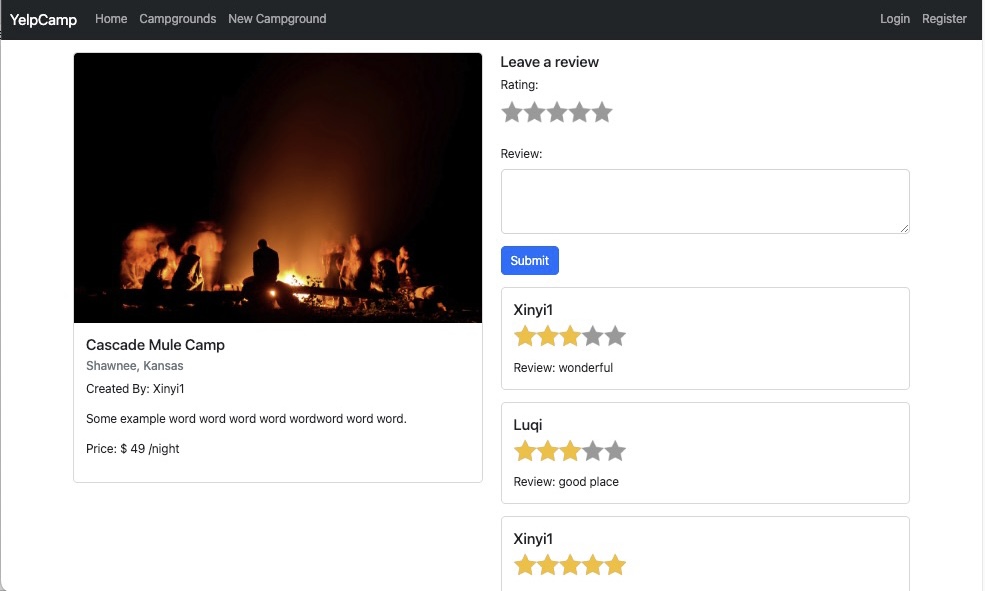 YelpCamp Home Campgrounds New Campground Login Register
Cascade Mule Camp
Shawnee, Kansas
Created By: Xinyi1
Some example word word word word wordword word word.
Price: $ 49 /night
Leave a review
Rating:
Review:
Submit
Xinyi1
Review: wonderful
Luqi
Review: good place
Xinyi1